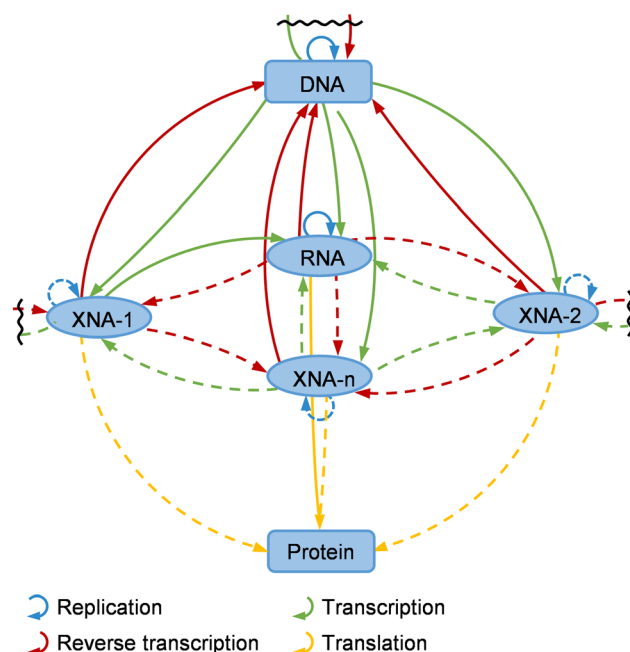 DNA
RNA
XNA-1
XNA-2
XNA-n
Protein
Replication
Transcription
Reverse transcription
Translation